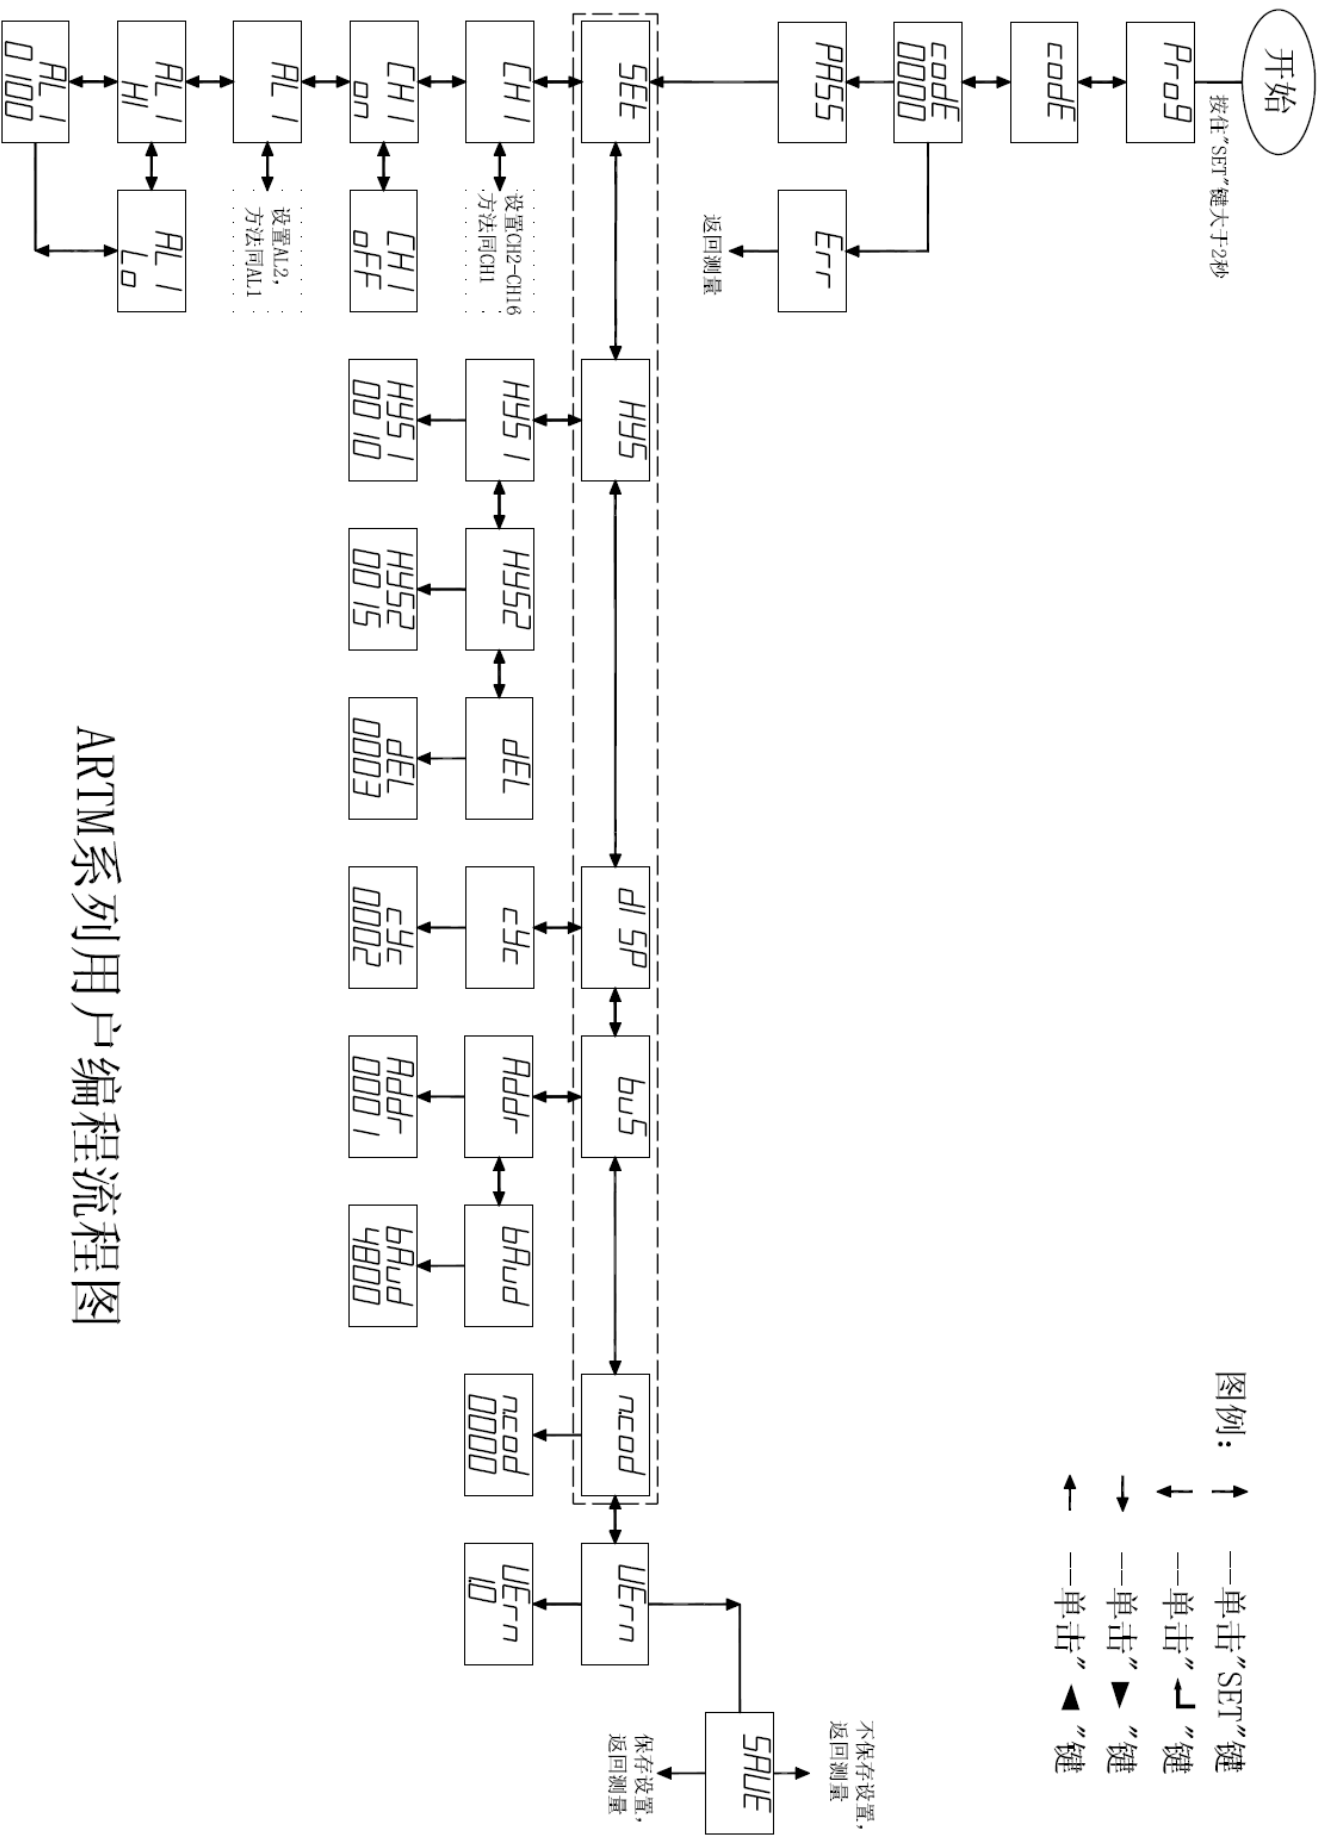 开始
按住"SET"键大于2秒
Prog
codE
codE
0000
PASS
Err
返回测量
图例:
↑ ——单击"SET"键
↓ ——单击"↵"键
→ ——单击"►"键
← ——单击"◄"键
SEt
HYS
dISP
buS
n.cod
VErn
SAVE
不保存设置,
返回测量
保存设置,
返回测量
CH1
设置CH2-CH16
方法同CH1
HYS1
HYS2
dEL
cYc
Addr
bAud
n.cod
0000
VErn
1.0
CH1
on
CH1
oFF
HYS1
0010
HYS2
0015
dEL
0003
cYc
0002
Addr
0001
bAud
4800
AL1
设置AL2,
方法同AL1
AL1
HI
AL1
Lo
AL1
0100
ARTM系列用户编程流程图